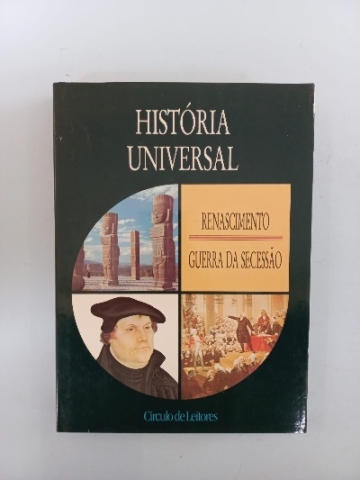 HISTÓRIA
UNIVERSAL
RENASCIMENTO
GUERRA DA SECESSÃO
Círculo de Leitores